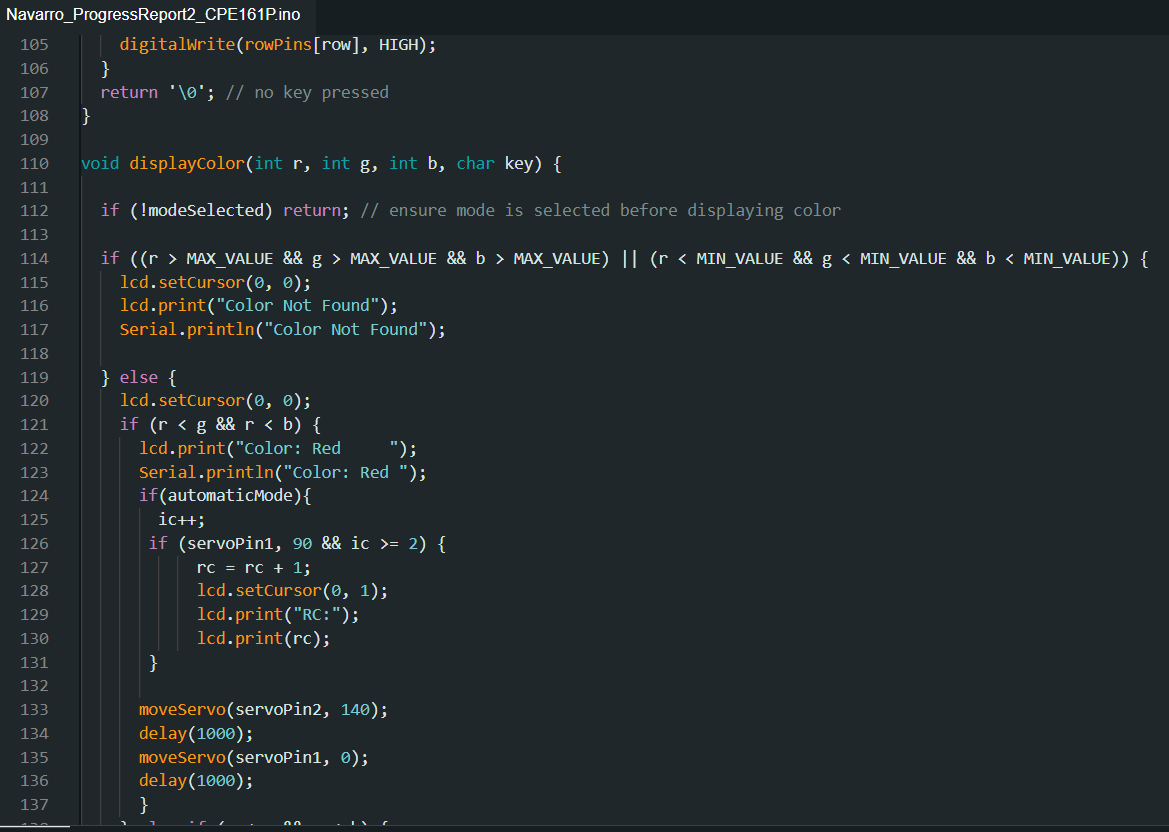 Navarro_ProgressReport2_CPE161P.ino
105 digitalWrite(rowPins[row], HIGH);
106 }
107 return '\0'; // no key pressed
108 }
109
110 void displayColor(int r, int g, int b, char key) {
111
112 if (!modeSelected) return; // ensure mode is selected before displaying color
113
114 if ((r > MAX_VALUE && g > MAX_VALUE && b > MAX_VALUE) || (r < MIN_VALUE && g < MIN_VALUE && b < MIN_VALUE)) {
115 lcd.setCursor(0, 0);
116 lcd.print("Color Not Found");
117 Serial.println("Color Not Found");
118
119 } else {
120 lcd.setCursor(0, 0);
121 if (r < g && r < b) {
122 lcd.print("Color: Red     ");
123 Serial.println("Color: Red ");
124 if(automaticMode){
125 ic++;
126 if (servoPin1, 90 && ic >= 2) {
127 rc = rc + 1;
128 lcd.setCursor(0, 1);
129 lcd.print("RC:");
130 lcd.print(rc);
131 }
132
133 moveServo(servoPin2, 140);
134 delay(1000);
135 moveServo(servoPin1, 0);
136 delay(1000);
137 }